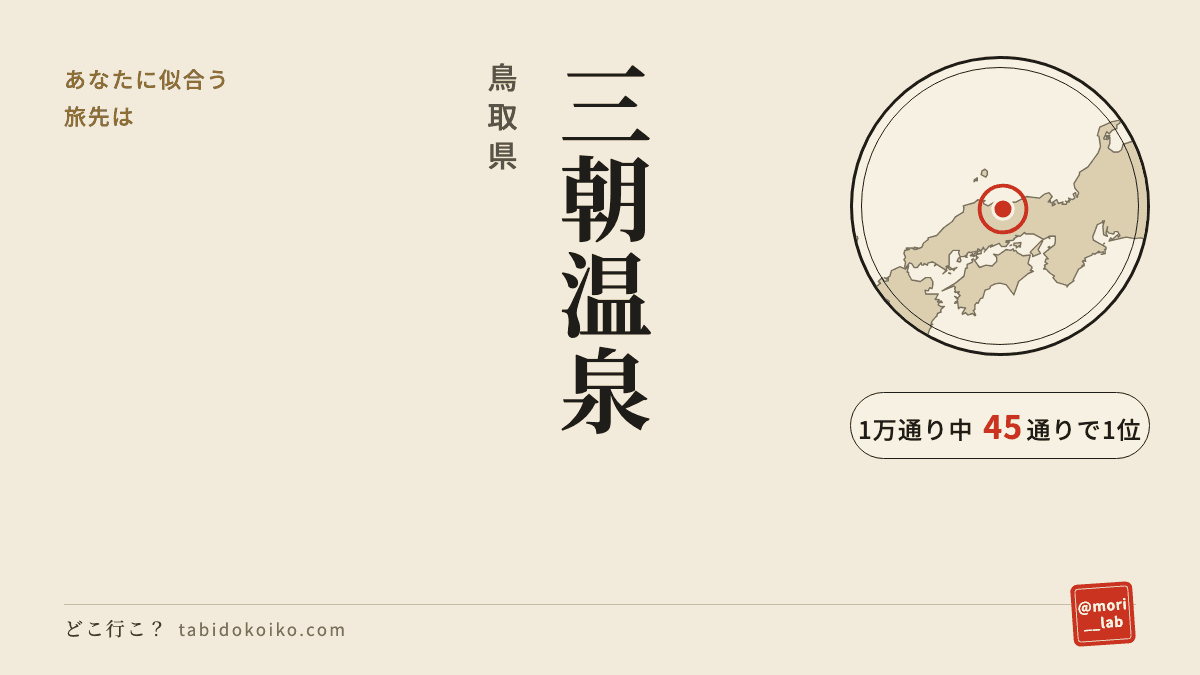 あなたに似合う
旅先は
三朝温泉
鳥取県
1万通り中 45通りで1位
どこ行こ？ tabidokoiko.com
@mori
__lab